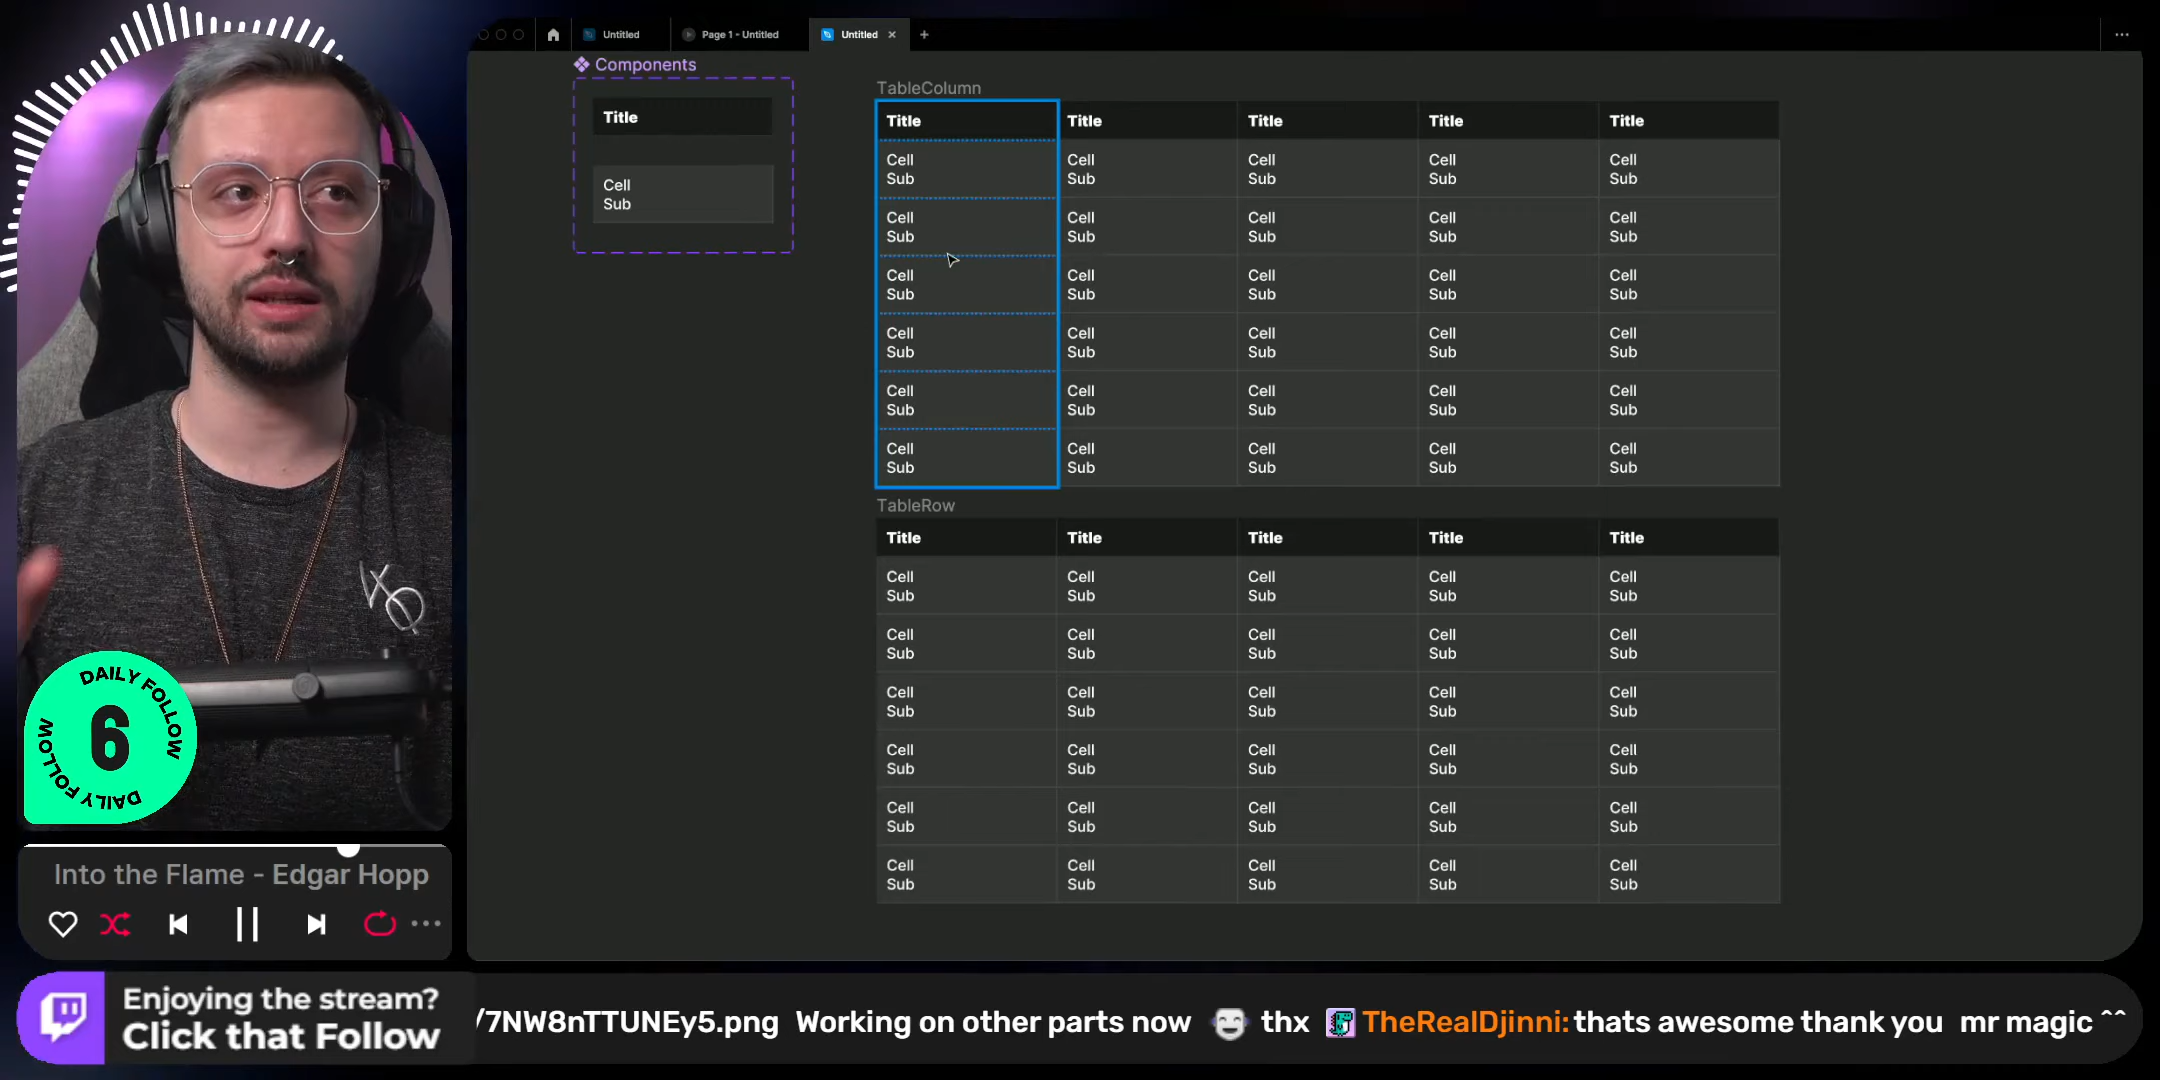 Untitled
Page 1 - Untitled
Untitled
Components
Title
Cell
Sub
TableColumn
Title Title Title Title Title
Cell Cell Cell Cell Cell
Sub Sub Sub Sub Sub
Cell Cell Cell Cell Cell
Sub Sub Sub Sub Sub
Cell Cell Cell Cell Cell
Sub Sub Sub Sub Sub
Cell Cell Cell Cell Cell
Sub Sub Sub Sub Sub
Cell Cell Cell Cell Cell
Sub Sub Sub Sub Sub
Cell Cell Cell Cell Cell
Sub Sub Sub Sub Sub
TableRow
Title Title Title Title Title
Cell Cell Cell Cell Cell
Sub Sub Sub Sub Sub
Cell Cell Cell Cell Cell
Sub Sub Sub Sub Sub
Cell Cell Cell Cell Cell
Sub Sub Sub Sub Sub
Cell Cell Cell Cell Cell
Sub Sub Sub Sub Sub
Cell Cell Cell Cell Cell
Sub Sub Sub Sub Sub
Cell Cell Cell Cell Cell
Sub Sub Sub Sub Sub
DAILY FOLLOW
6
DAILY FOLLOW
Into the Flame - Edgar Hopp
Enjoying the stream?
Click that Follow
/7NW8nTTUNEy5.png Working on other parts now thx TheRealDjinni: thats awesome thank you mr magic ^^